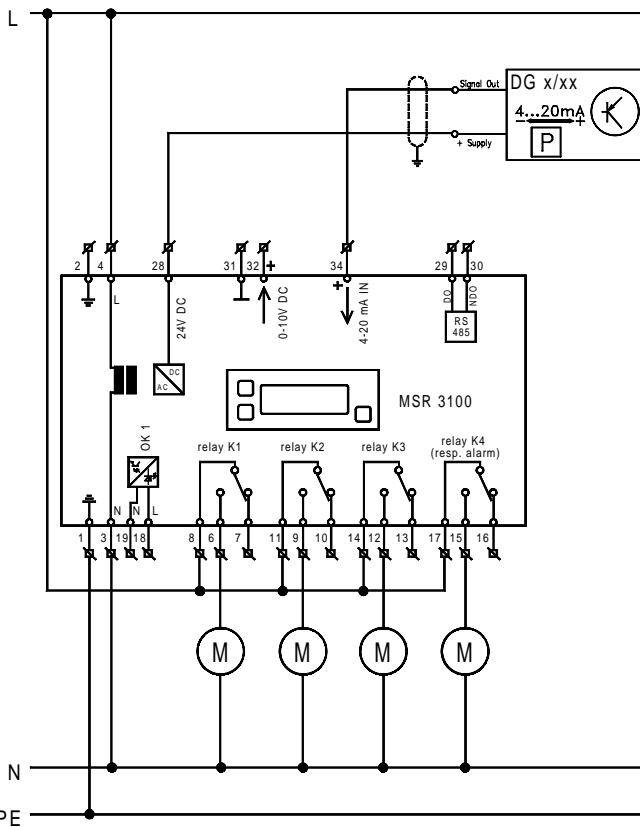 L
Signal Out
DG x/xx
4...20mA
- +
P
+ Supply
2 4 28 31 32 + 34 29 30
L
24V DC
0-10V DC
+
4-20 mA IN
DO
NDO
RS
485
DC
AC
MSR 3100
OK 1
relay K1
relay K2
relay K3
relay K4
(resp. alarm)
N N L
1 3 19 18 8 6 7 11 9 10 14 12 13 17 15 16
M M M M
N
PE